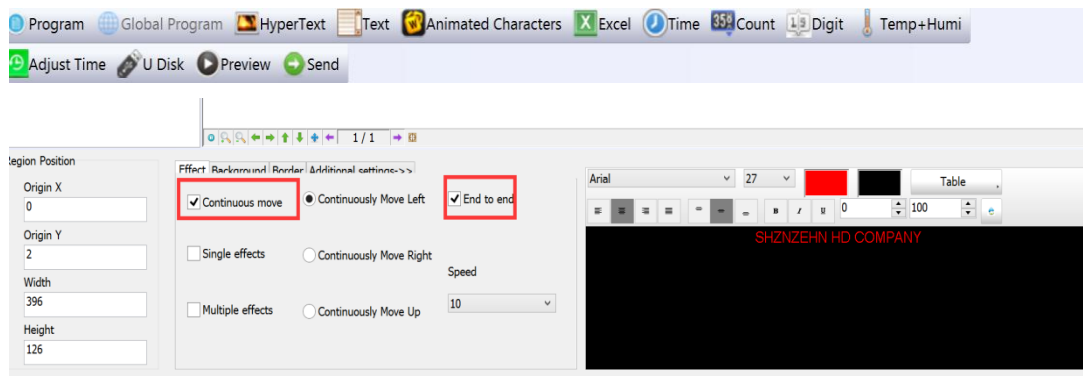 Program Global Program HyperText Text Animated Characters Excel Time Count Digit Temp+Humi
Adjust Time U Disk Preview Send
1 / 1
Region Position
Effect Background Border Additional settings->>
Origin X
0
Origin Y
2
Width
396
Height
126
Continuous move Continuously Move Left End to end
Single effects Continuously Move Right
Speed
Multiple effects Continuously Move Up 10
Arial 27 Table
B I U 0 100
SHZNZEHN HD COMPANY